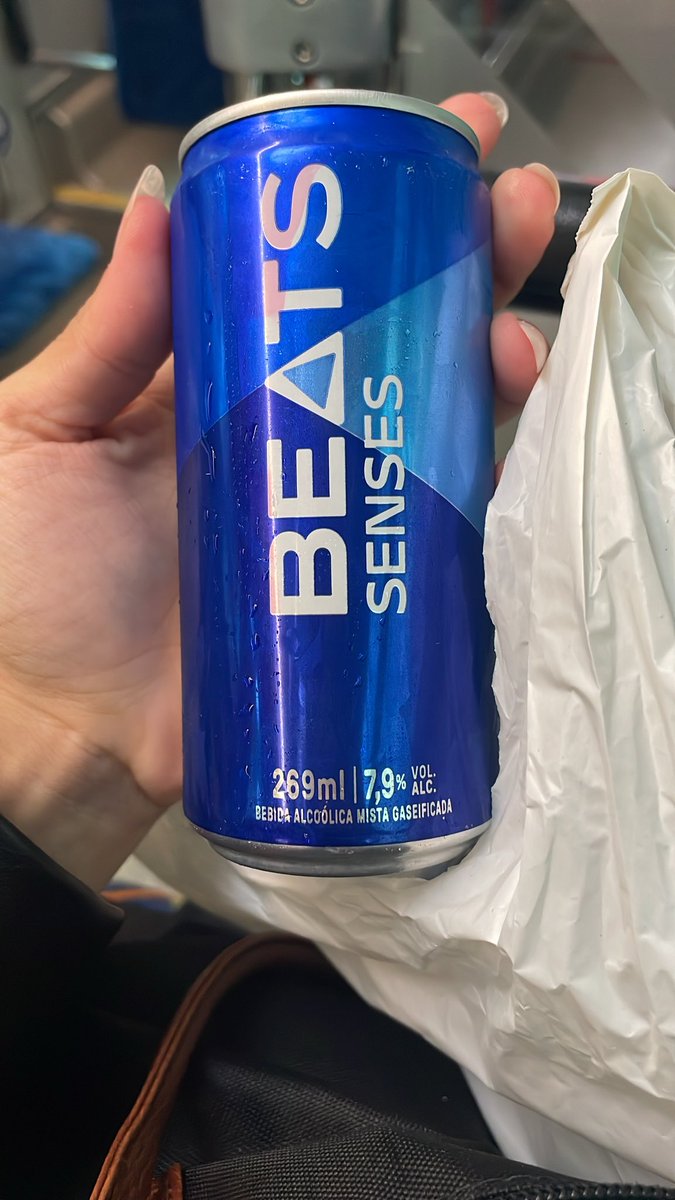 BEATS
SENSES
269ml | 7,9% VOL. ALC.
BEBIDA ALCOÓLICA MISTA GASEIFICADA